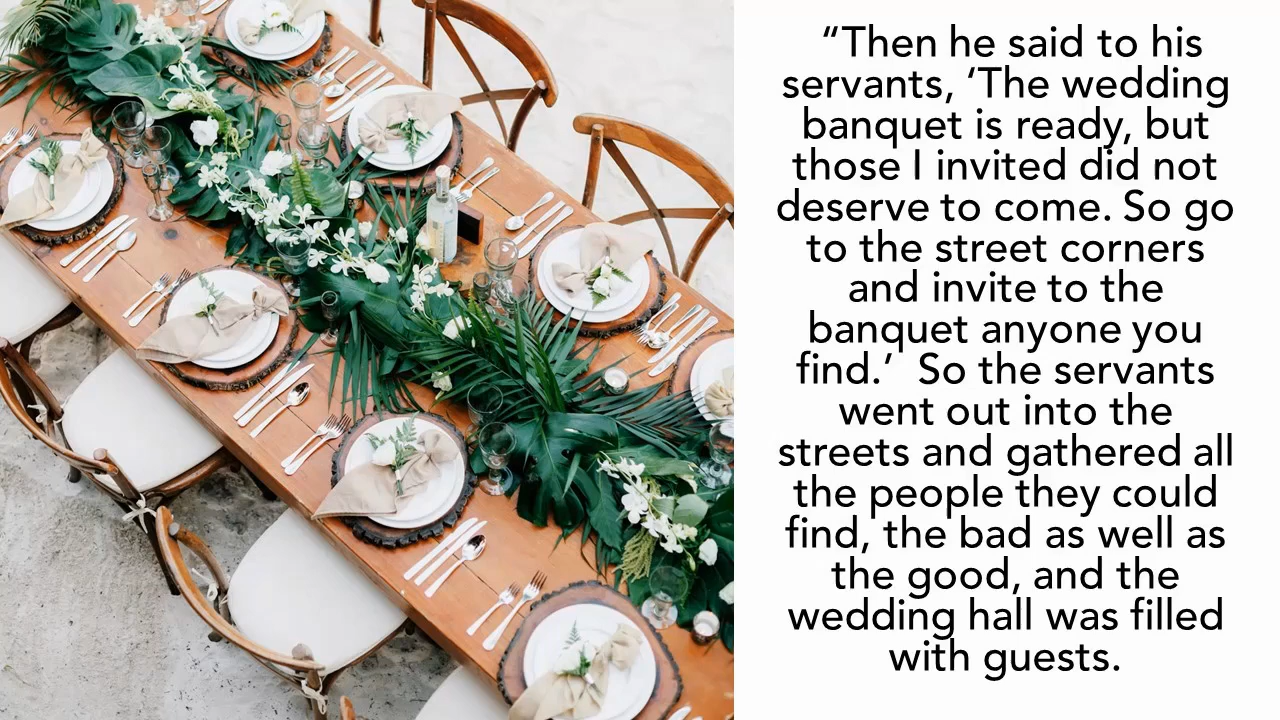 “Then he said to his
servants, ‘The wedding
banquet is ready, but
those I invited did not
deserve to come. So go
to the street corners
and invite to the
banquet anyone you
find.’  So the servants
went out into the
streets and gathered all
the people they could
find, the bad as well as
the good, and the
wedding hall was filled
with guests.